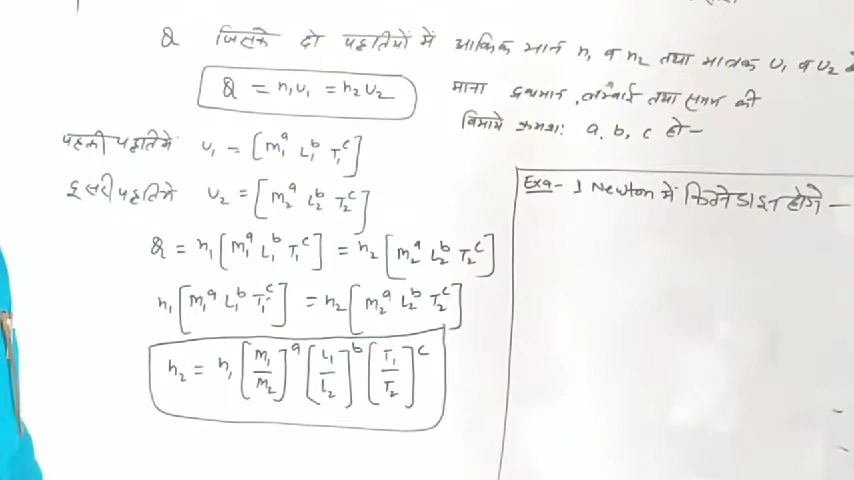 Q जिसके दो पद्धतियों में आंकिक मान n₁ व n₂ तथा मात्रक U₁ व U₂
Q = n₁U₁ = n₂U₂
माना द्रव्यमान, लम्बाई तथा समय की
विमायें क्रमशः a, b, c हो-
पहली पद्धति में U₁ = [M₁ᵃ L₁ᵇ T₁ᶜ]
दूसरी पद्धति में U₂ = [M₂ᵃ L₂ᵇ T₂ᶜ]
Q = n₁[M₁ᵃ L₁ᵇ T₁ᶜ] = n₂[M₂ᵃ L₂ᵇ T₂ᶜ]
n₁[M₁ᵃ L₁ᵇ T₁ᶜ] = n₂[M₂ᵃ L₂ᵇ T₂ᶜ]
n₂ = n₁ [M₁/M₂]ᵃ [L₁/L₂]ᵇ [T₁/T₂]ᶜ
Exa- 1 Newton में कितने डाइन होंगे -